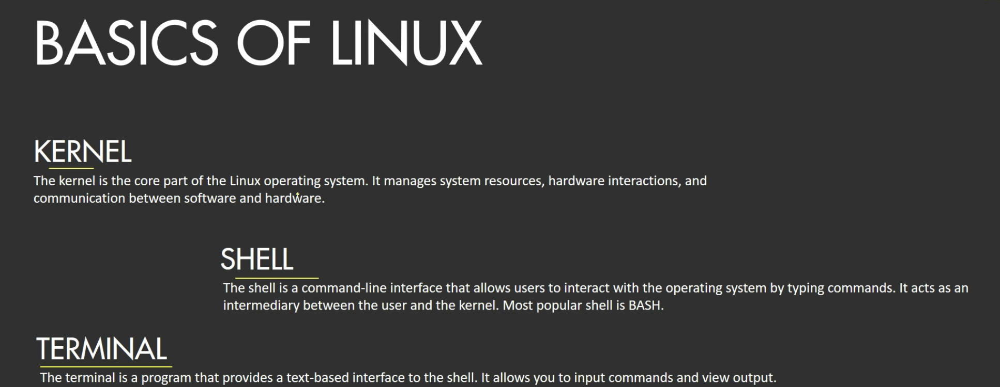 BASICS OF LINUX
KERNEL
The kernel is the core part of the Linux operating system. It manages system resources, hardware interactions, and
communication between software and hardware.
SHELL
The shell is a command-line interface that allows users to interact with the operating system by typing commands. It acts as an
intermediary between the user and the kernel. Most popular shell is BASH.
TERMINAL
The terminal is a program that provides a text-based interface to the shell. It allows you to input commands and view output.